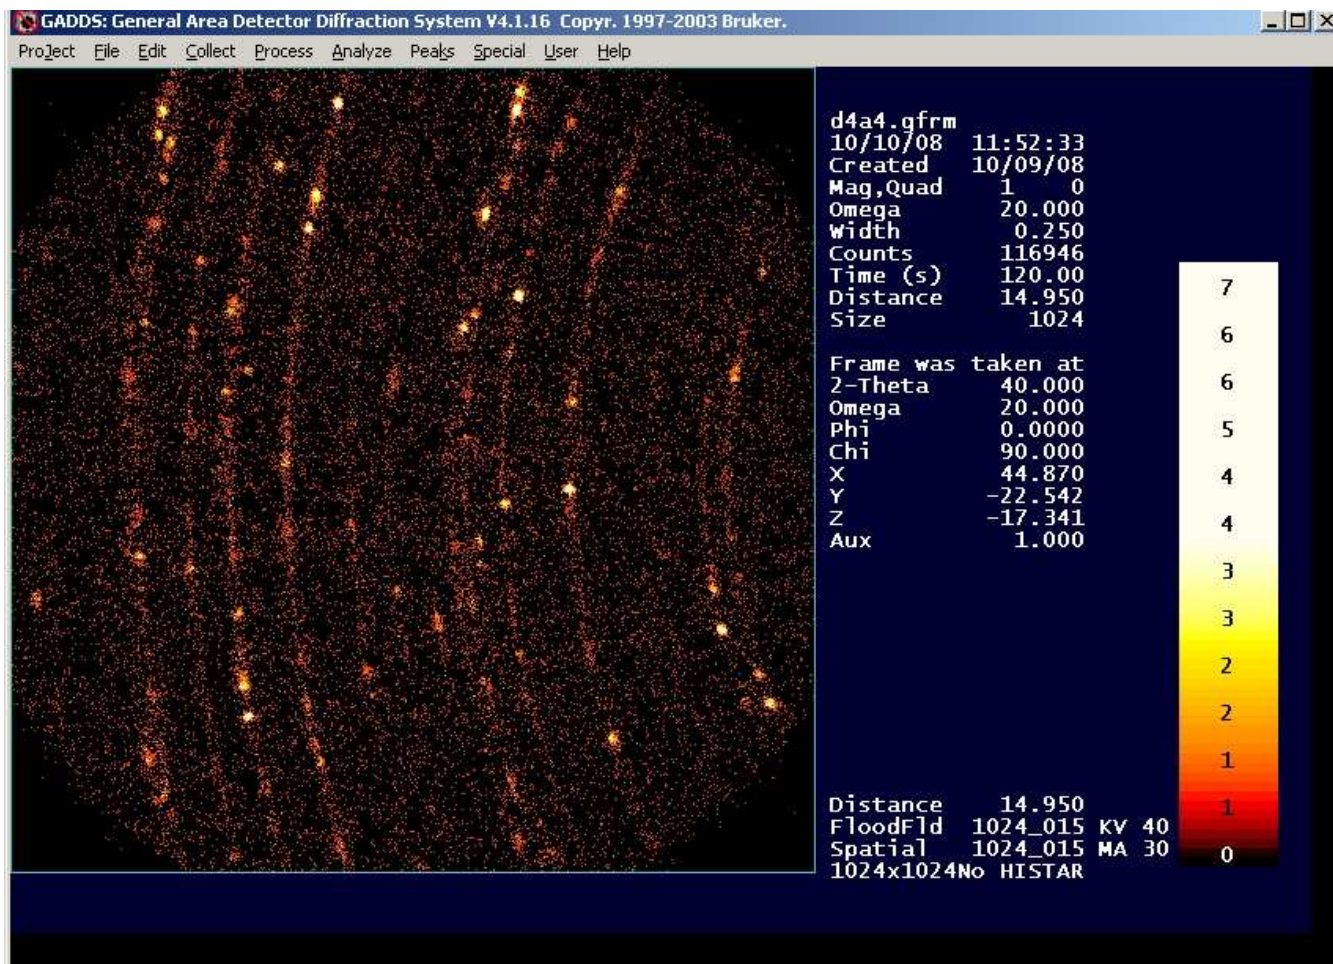 GADDS: General Area Detector Diffraction System V4.1.16 Copyr. 1997-2003 Bruker.
ProJect File Edit Collect Process Analyze Peaks Special User Help
d4a4.gfrm
10/10/08 11:52:33
Created 10/09/08
Mag,Quad 1 0
Omega 20.000
Width 0.250
Counts 116946
Time (s) 120.00
Distance 14.950
Size 1024
Frame was taken at
2-Theta 40.000
Omega 20.000
Phi 0.0000
Chi 90.000
X 44.870
Y -22.542
Z -17.341
Aux 1.000
Distance 14.950
FloodFld 1024_015 KV 40
Spatial 1024_015 MA 30
1024x1024No HISTAR
7
6
6
5
4
4
3
3
2
2
1
1
0